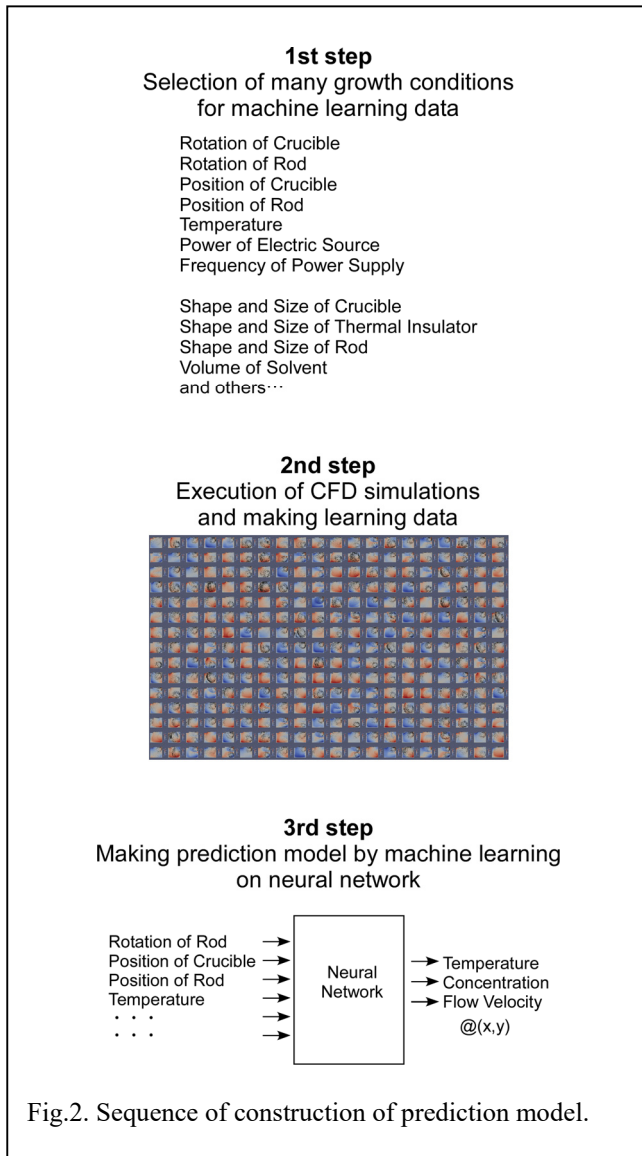 1st step
Selection of many growth conditions
for machine learning data
Rotation of Crucible
Rotation of Rod
Position of Crucible
Position of Rod
Temperature
Power of Electric Source
Frequency of Power Supply
Shape and Size of Crucible
Shape and Size of Thermal Insulator
Shape and Size of Rod
Volume of Solvent
and others⋯
2nd step
Execution of CFD simulations
and making learning data
3rd step
Making prediction model by machine learning
on neural network
Rotation of Rod
Position of Crucible
Position of Rod
Temperature
· · ·
· · ·
Neural
Network
Temperature
Concentration
Flow Velocity
@(x,y)
Fig.2. Sequence of construction of prediction model.